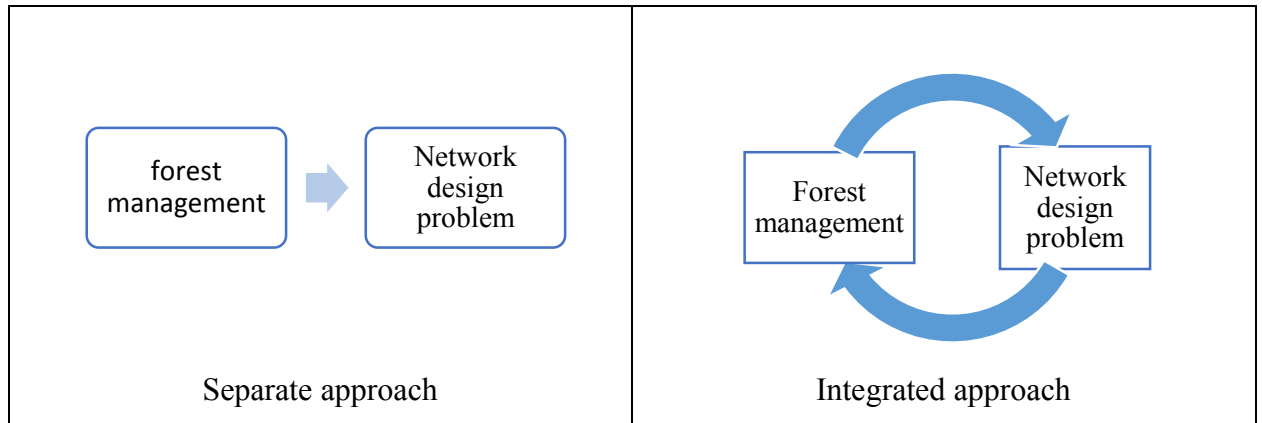 forest
management
Network
design
problem
Separate approach
Forest
management
Network
design
problem
Integrated approach